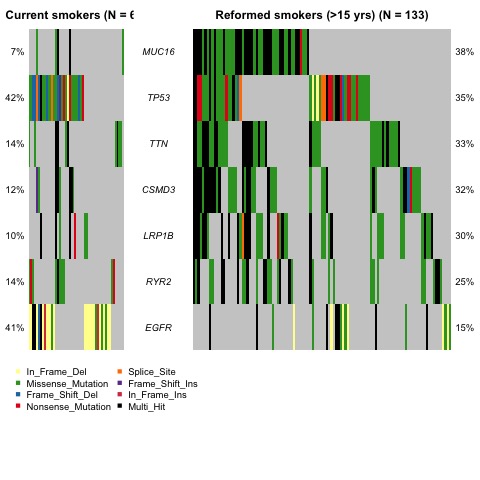 Current smokers (N = 6
Reformed smokers (>15 yrs) (N = 133)
7% MUC16 38%
42% TP53 35%
14% TTN 33%
12% CSMD3 32%
10% LRP1B 30%
14% RYR2 25%
41% EGFR 15%
In_Frame_Del Splice_Site
Missense_Mutation Frame_Shift_Ins
Frame_Shift_Del In_Frame_Ins
Nonsense_Mutation Multi_Hit